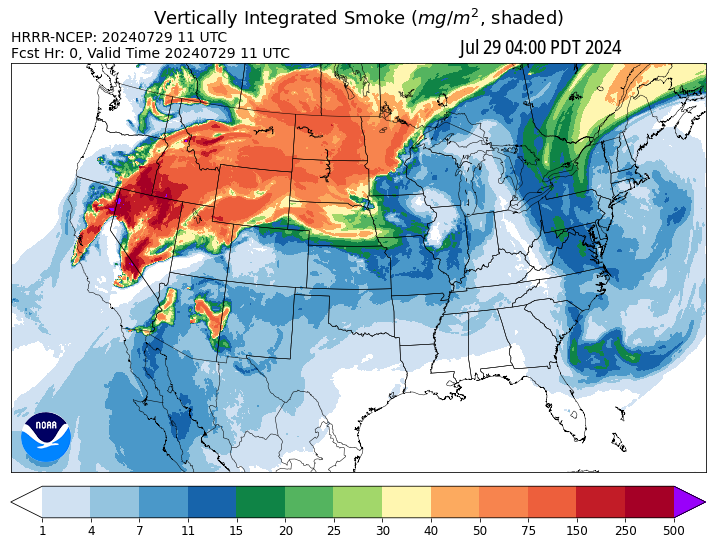 Vertically Integrated Smoke (mg/m², shaded)
HRRR-NCEP: 20240729 11 UTC
Fcst Hr: 0, Valid Time 20240729 11 UTC
Jul 29 04:00 PDT 2024
NOAA
1 4 7 11 15 20 25 30 40 50 75 150 250 500